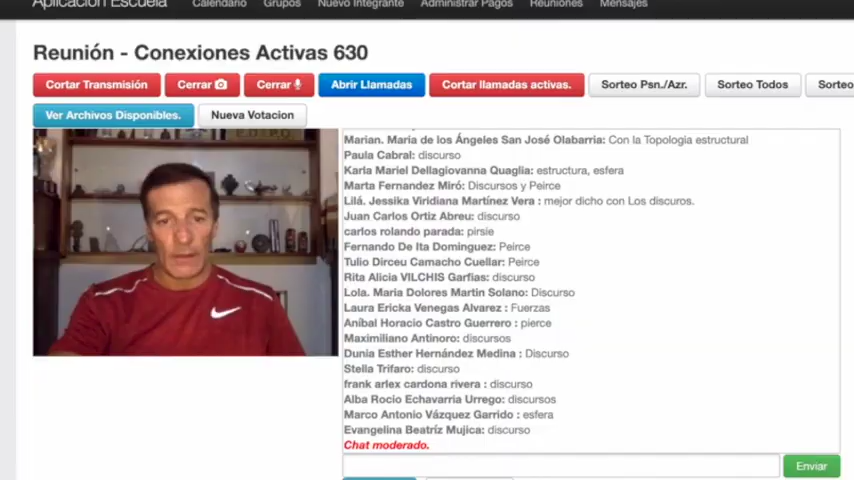 Aplicación Escuela Calendario Grupos Nuevo Integrante Administrar Pagos Reuniones Mensajes
Reunión - Conexiones Activas 630
Cortar Transmisión Cerrar Cerrar Abrir Llamadas Cortar llamadas activas. Sorteo Psn./Azr. Sorteo Todos Sorteo
Ver Archivos Disponibles. Nueva Votacion
Marian. Maria de los Ángeles San José Olabarria: Con la Topologia estructural
Paula Cabral: discurso
Karla Mariel Dellagiovanna Quaglia: estructura, esfera
Marta Fernandez Miró: Discursos y Peirce
Lilá. Jessika Viridiana Martínez Vera : mejor dicho con Los discuros.
Juan Carlos Ortiz Abreu: discurso
carlos rolando parada: pirsie
Fernando De Ita Dominguez: Peirce
Tulio Dirceu Camacho Cuellar: Peirce
Rita Alicia VILCHIS Garfias: discurso
Lola. Maria Dolores Martin Solano: Discurso
Laura Ericka Venegas Alvarez : Fuerzas
Aníbal Horacio Castro Guerrero : pierce
Maximiliano Antinoro: discursos
Dunia Esther Hernández Medina : Discurso
Stella Trifaro: discurso
frank arlex cardona rivera : discurso
Alba Rocio Echavarria Urrego: discursos
Marco Antonio Vázquez Garrido : esfera
Evangelina Beatríz Mujica: discurso
Chat moderado.
Enviar